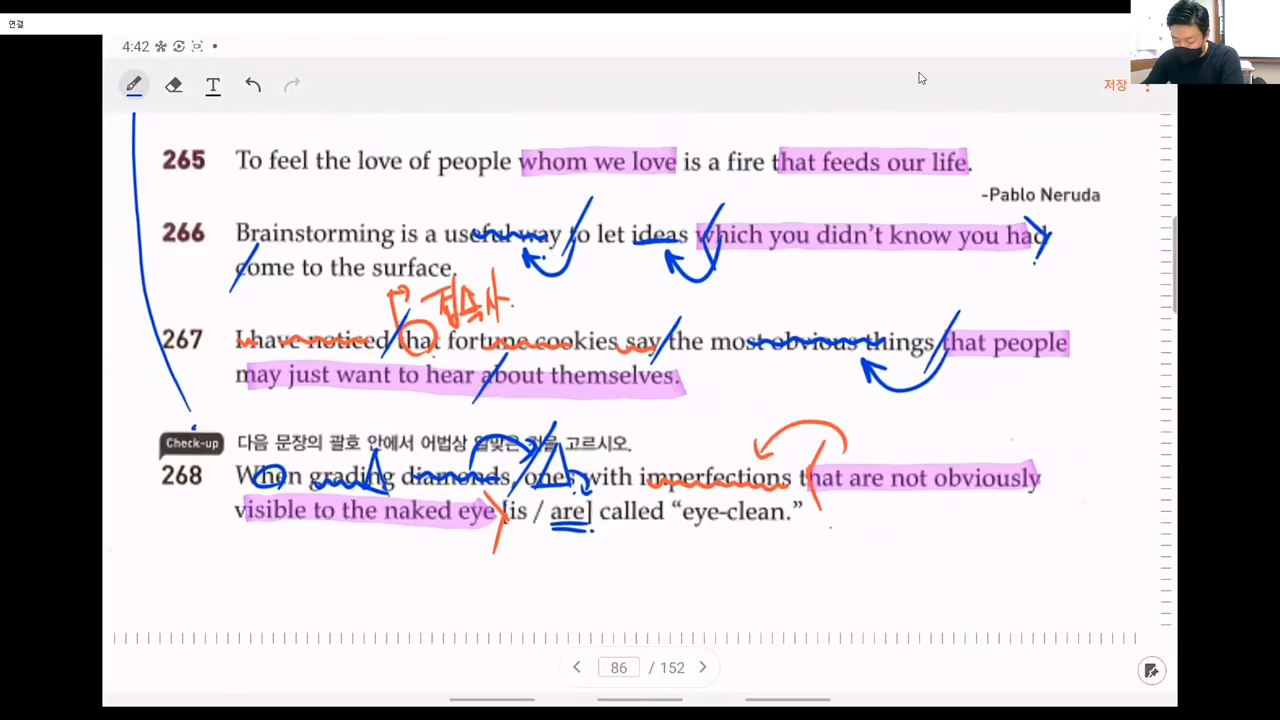 연결
4:42
T
저장
265 To feel the love of people whom we love is a fire that feeds our life.
-Pablo Neruda
266 Brainstorming is a useful way to let ideas which you didn't know you had
come to the surface.
접속사
267 I have noticed that fortune cookies say the most obvious things that people
may just want to hear about themselves.
Check-up 다음 문장의 괄호 안에서 어법상 알맞은 것을 고르시오.
268 When grading diamonds, ones with imperfections that are not obviously
visible to the naked eye [is / are] called “eye-clean.”
86 / 152